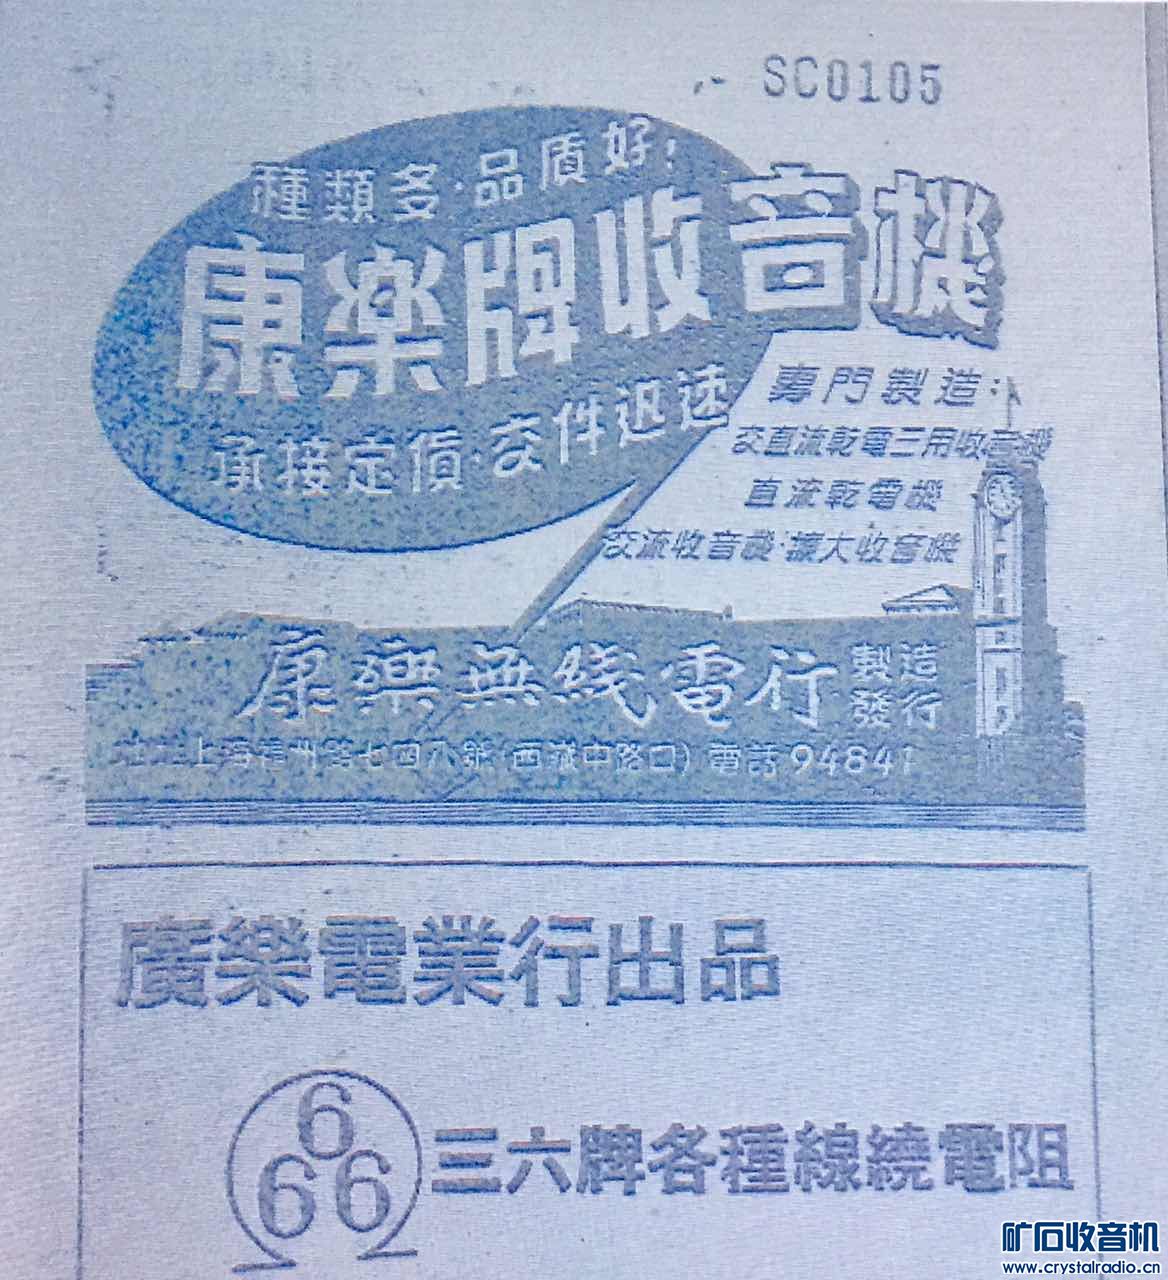 SC0105
種類多·品質好!
康樂牌收音機
承接定貨·交件迅速
專門製造:
交直流乾電三用收音機
直流乾電機
交流收音機·擴大收音機
康樂無线電行
製造
發行
地址上海福州路七四八號(西藏中路口)電話94841
廣樂電業行出品
666
三六牌各種線繞電阻
矿石收音机
www.crystalradio.cn